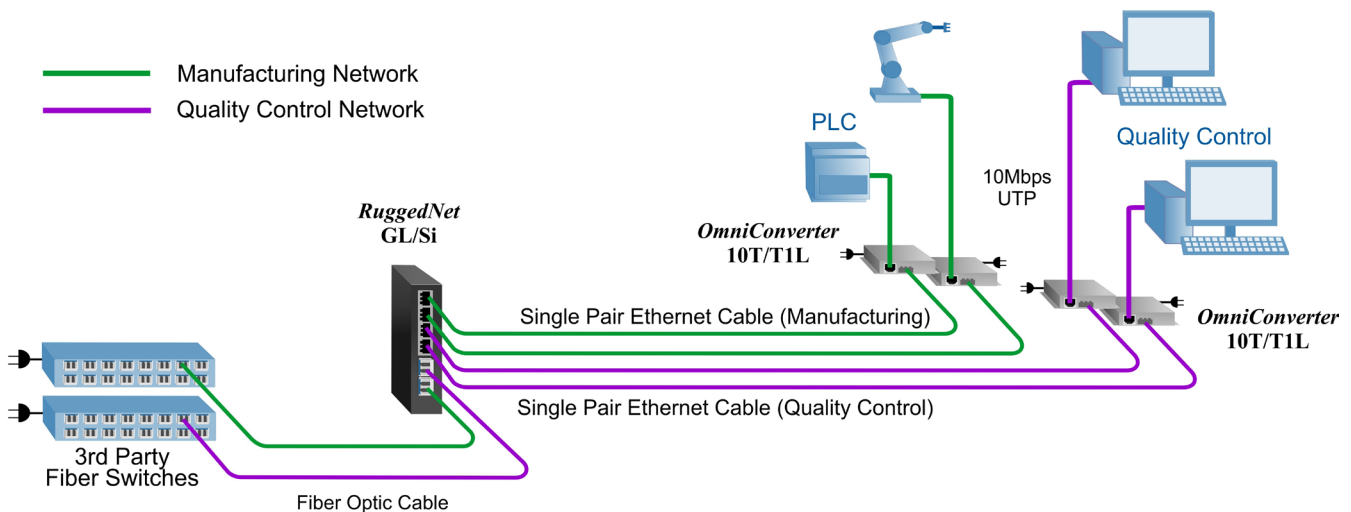 Manufacturing Network
Quality Control Network
PLC
Quality Control
10Mbps
UTP
RuggedNet
GL/Si
OmniConverter
10T/T1L
Single Pair Ethernet Cable (Manufacturing)
OmniConverter
10T/T1L
Single Pair Ethernet Cable (Quality Control)
3rd Party
Fiber Switches
Fiber Optic Cable